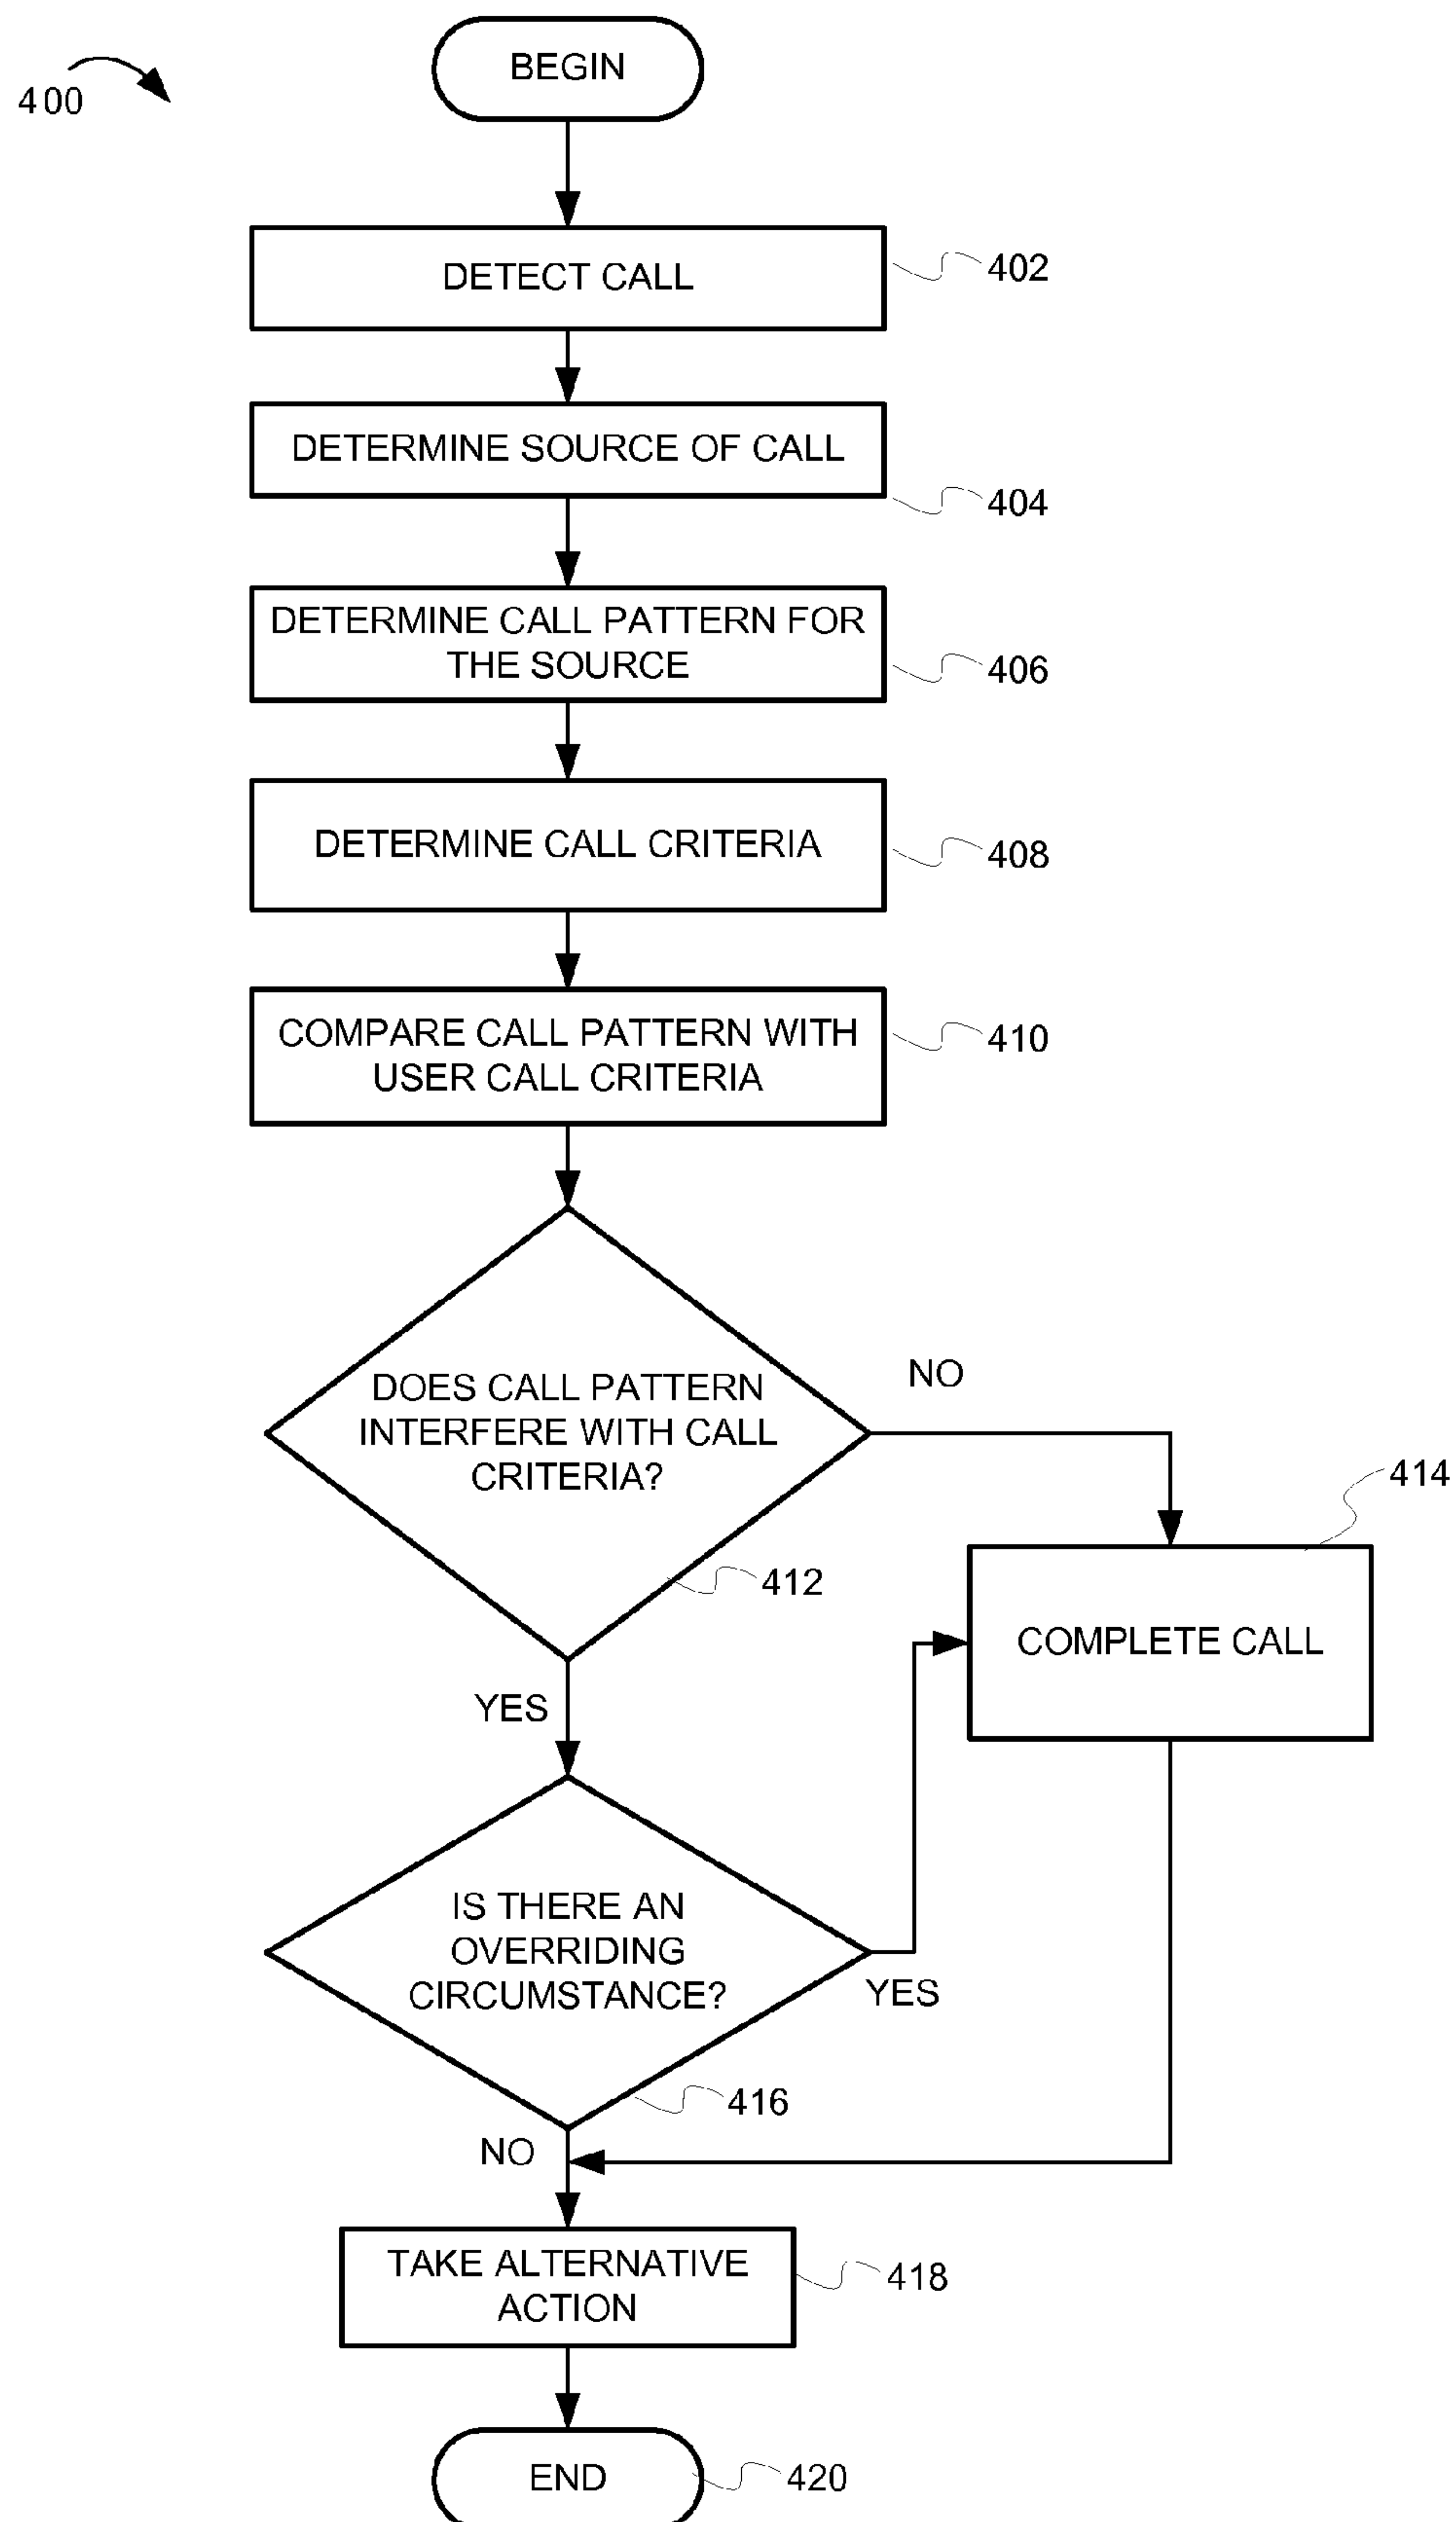 BEGIN
400
DETECT CALL
402
DETERMINE SOURCE OF CALL
404
DETERMINE CALL PATTERN FOR
THE SOURCE
406
DETERMINE CALL CRITERIA
408
COMPARE CALL PATTERN WITH
USER CALL CRITERIA
410
DOES CALL PATTERN
INTERFERE WITH CALL
CRITERIA?
412
NO
414
COMPLETE CALL
YES
IS THERE AN
OVERRIDING
CIRCUMSTANCE?
YES
416
NO
TAKE ALTERNATIVE
ACTION
418
END
420